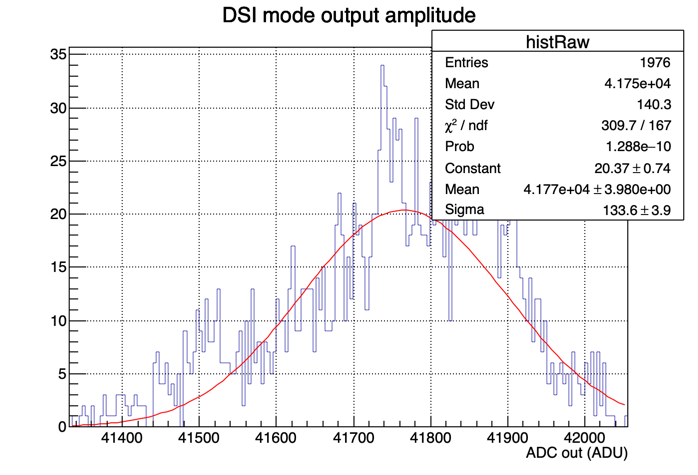 DSI mode output amplitude
histRaw
Entries 1976
Mean 4.175e+04
Std Dev 140.3
χ² / ndf 309.7 / 167
Prob 1.288e−10
Constant 20.37 ± 0.74
Mean 4.177e+04 ± 3.980e+00
Sigma 133.6 ± 3.9
35
30
25
20
15
10
5
0
41400 41500 41600 41700 41800 41900 42000
ADC out (ADU)